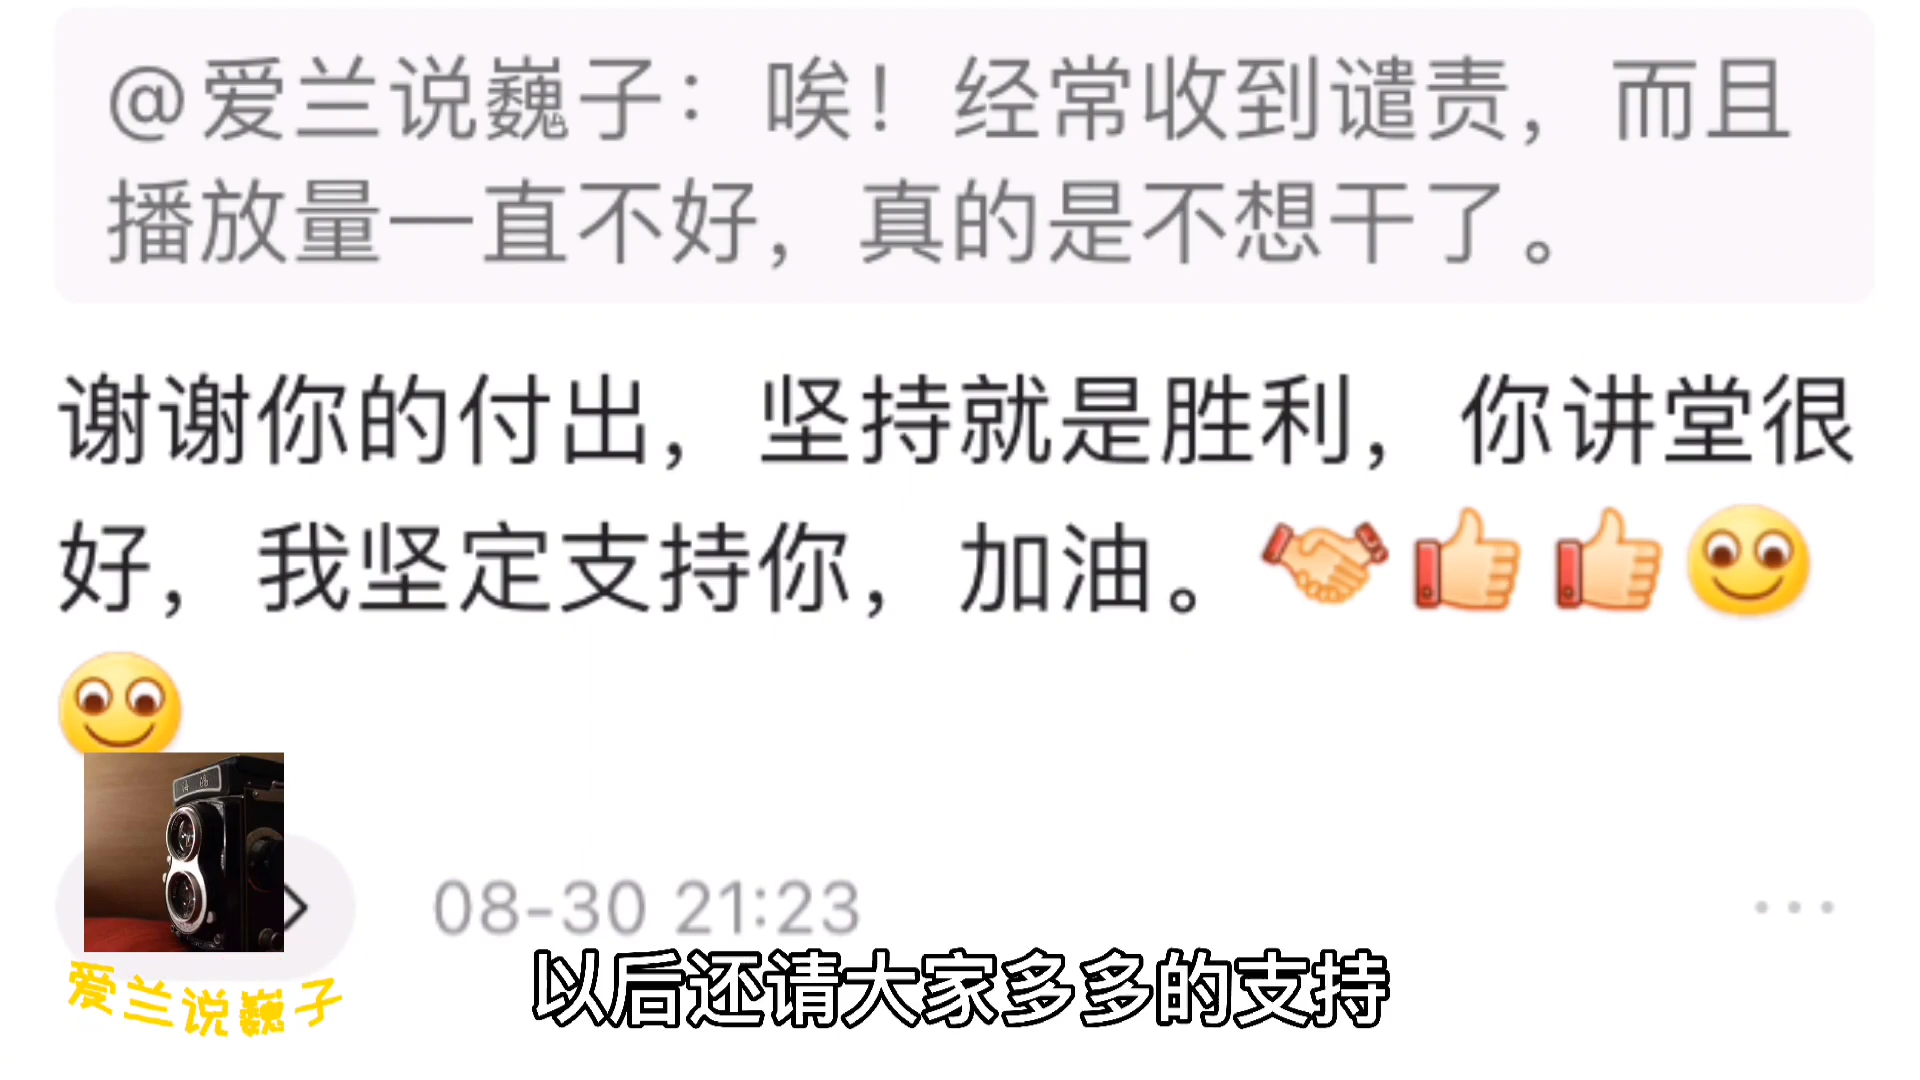 @爱兰说巍子：唉！经常收到谴责，而且
播放量一直不好，真的是不想干了。
谢谢你的付出，坚持就是胜利，你讲堂很
好，我坚定支持你，加油。
08-30 21:23
以后还请大家多多的支持
爱兰说巍子